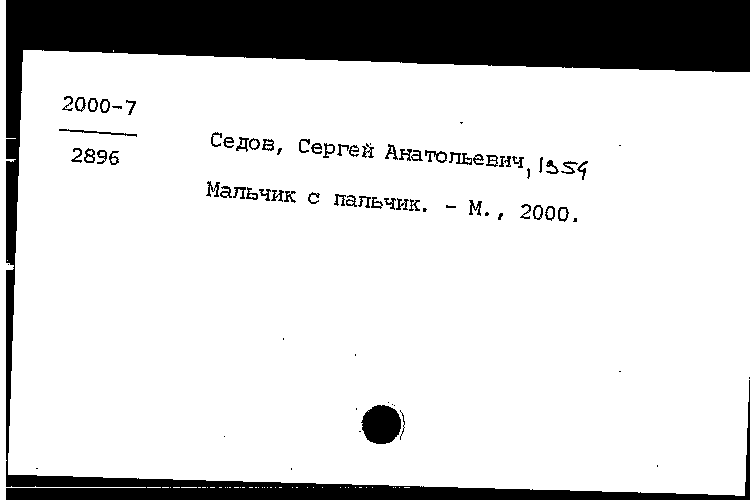 2000-7
2896
Седов, Сергей Анатольевич, 1954
Мальчик с пальчик. - М., 2000.